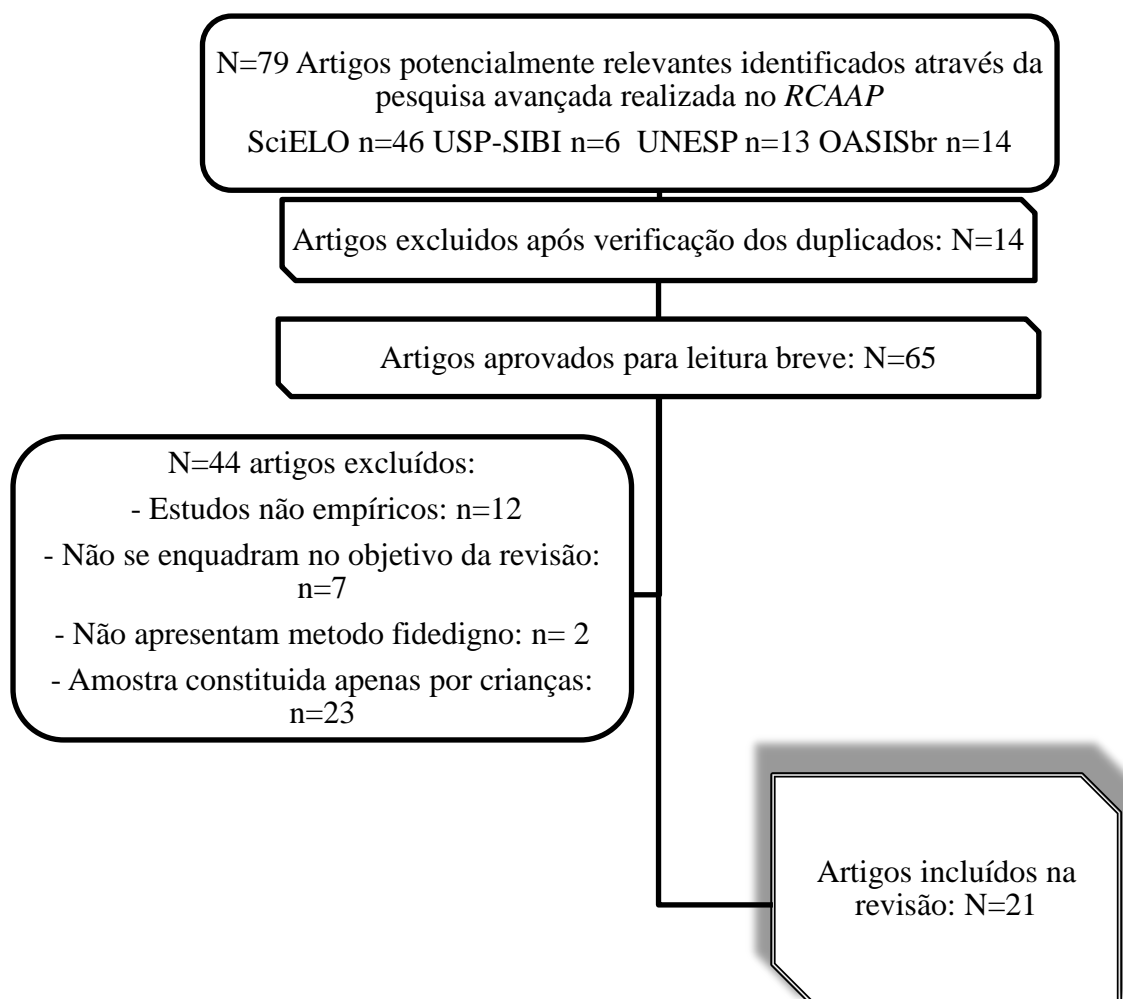 N=79 Artigos potencialmente relevantes identificados através da
pesquisa avançada realizada no RCAAP
SciELO n=46 USP-SIBI n=6 UNESP n=13 OASISbr n=14
Artigos excluidos após verificação dos duplicados: N=14
Artigos aprovados para leitura breve: N=65
N=44 artigos excluídos:
- Estudos não empíricos: n=12
- Não se enquadram no objetivo da revisão:
n=7
- Não apresentam metodo fidedigno: n= 2
- Amostra constituida apenas por crianças:
n=23
Artigos incluídos na
revisão: N=21